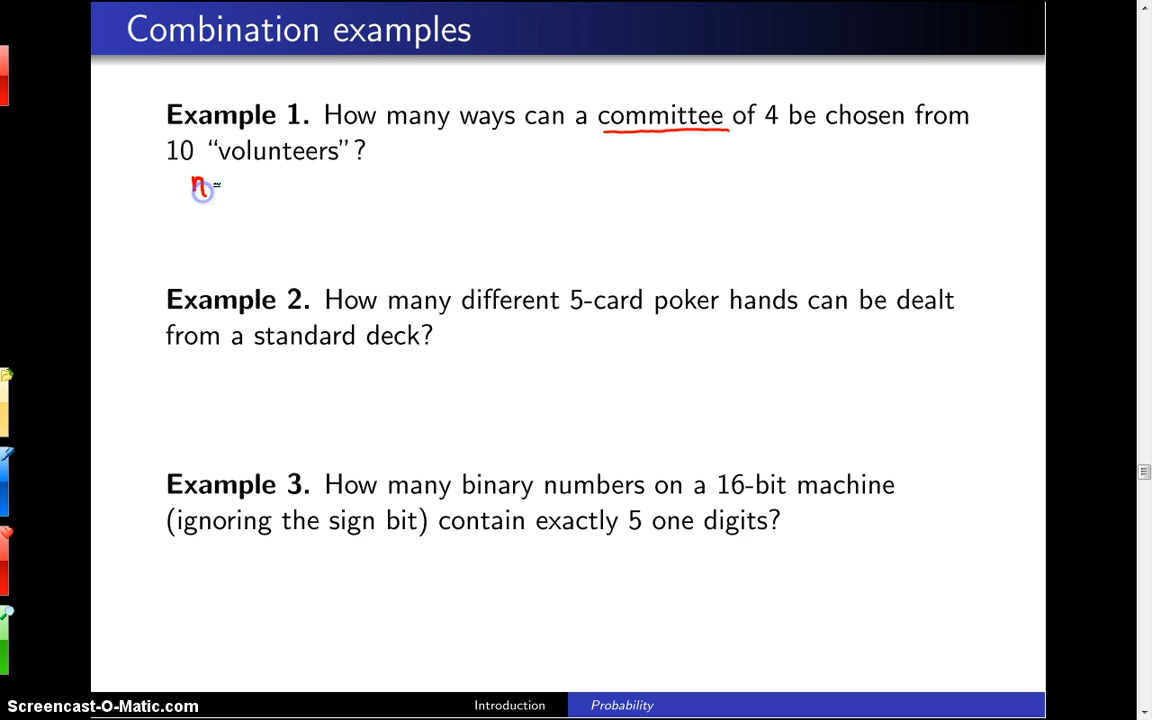 Combination examples
Example 1. How many ways can a committee of 4 be chosen from
10 “volunteers”?
n=
Example 2. How many different 5-card poker hands can be dealt
from a standard deck?
Example 3. How many binary numbers on a 16-bit machine
(ignoring the sign bit) contain exactly 5 one digits?
Screencast-O-Matic.com
Introduction
Probability